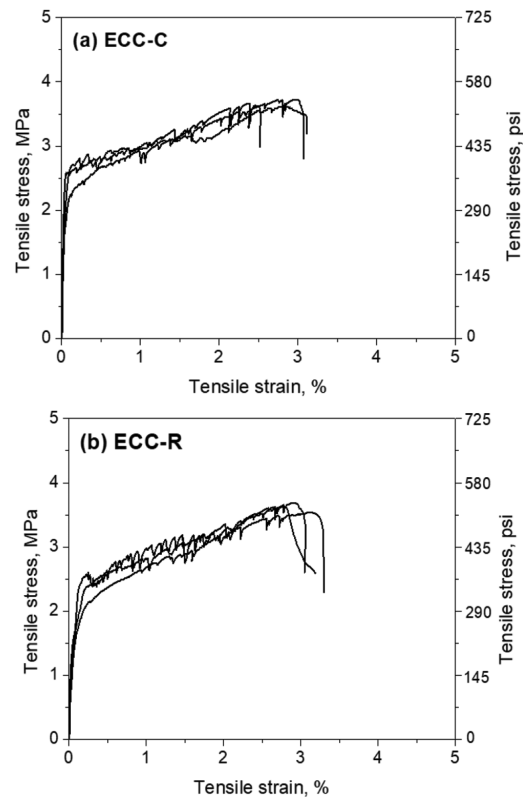 (a) ECC-C
Tensile stress, MPa
5
4
3
2
1
0
725
580
435
290
145
0
Tensile stress, psi
0 1 2 3 4 5
Tensile strain, %
(b) ECC-R
Tensile stress, MPa
5
4
3
2
1
0
725
580
435
290
145
0
Tensile stress, psi
0 1 2 3 4 5
Tensile strain, %